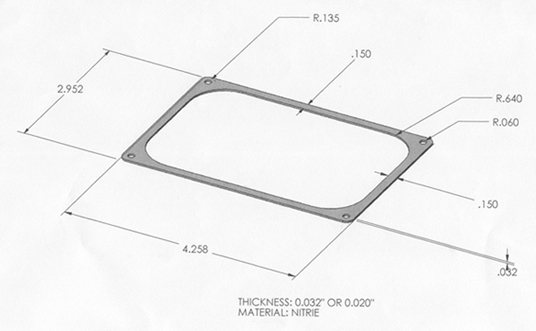 R.135
.150
2.952
R.640
R.060
.150
4.258
.032
THICKNESS: 0.032" OR 0.020"
MATERIAL: NITRIE